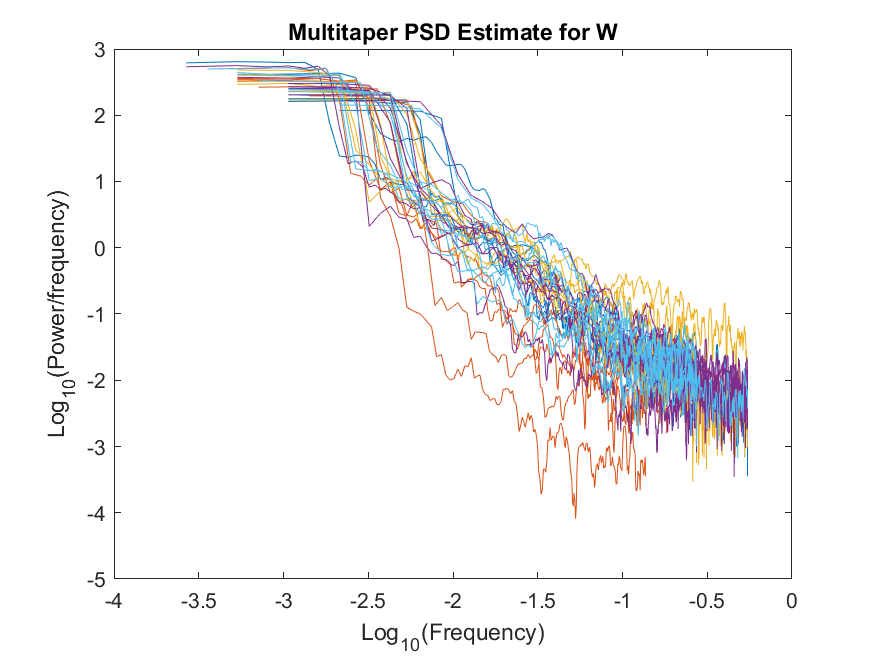 Multitaper PSD Estimate for W
3
2
1
0
-1
-2
-3
-4
-5
Log10(Power/frequency)
-4 -3.5 -3 -2.5 -2 -1.5 -1 -0.5 0
Log10(Frequency)